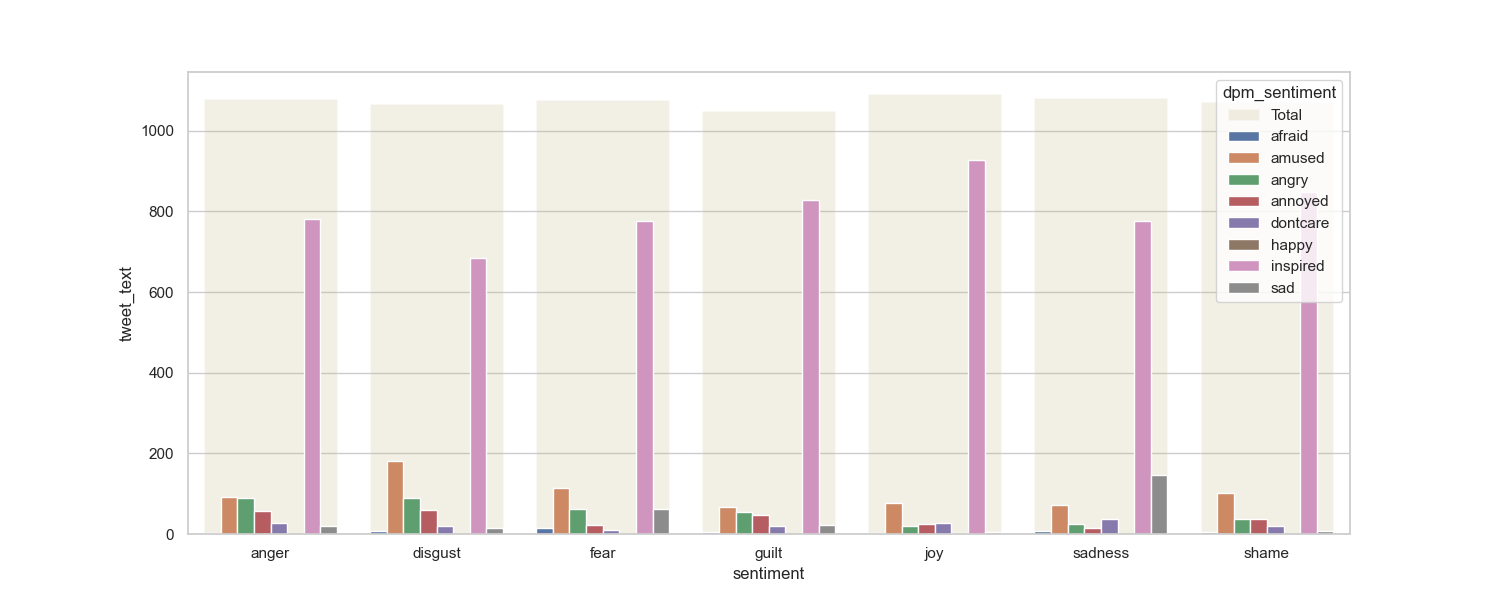 dpm_sentiment
Total
afraid
amused
angry
annoyed
dontcare
happy
inspired
sad
1000
800
600
400
200
0
tweet_text
anger disgust fear guilt joy sadness shame
sentiment